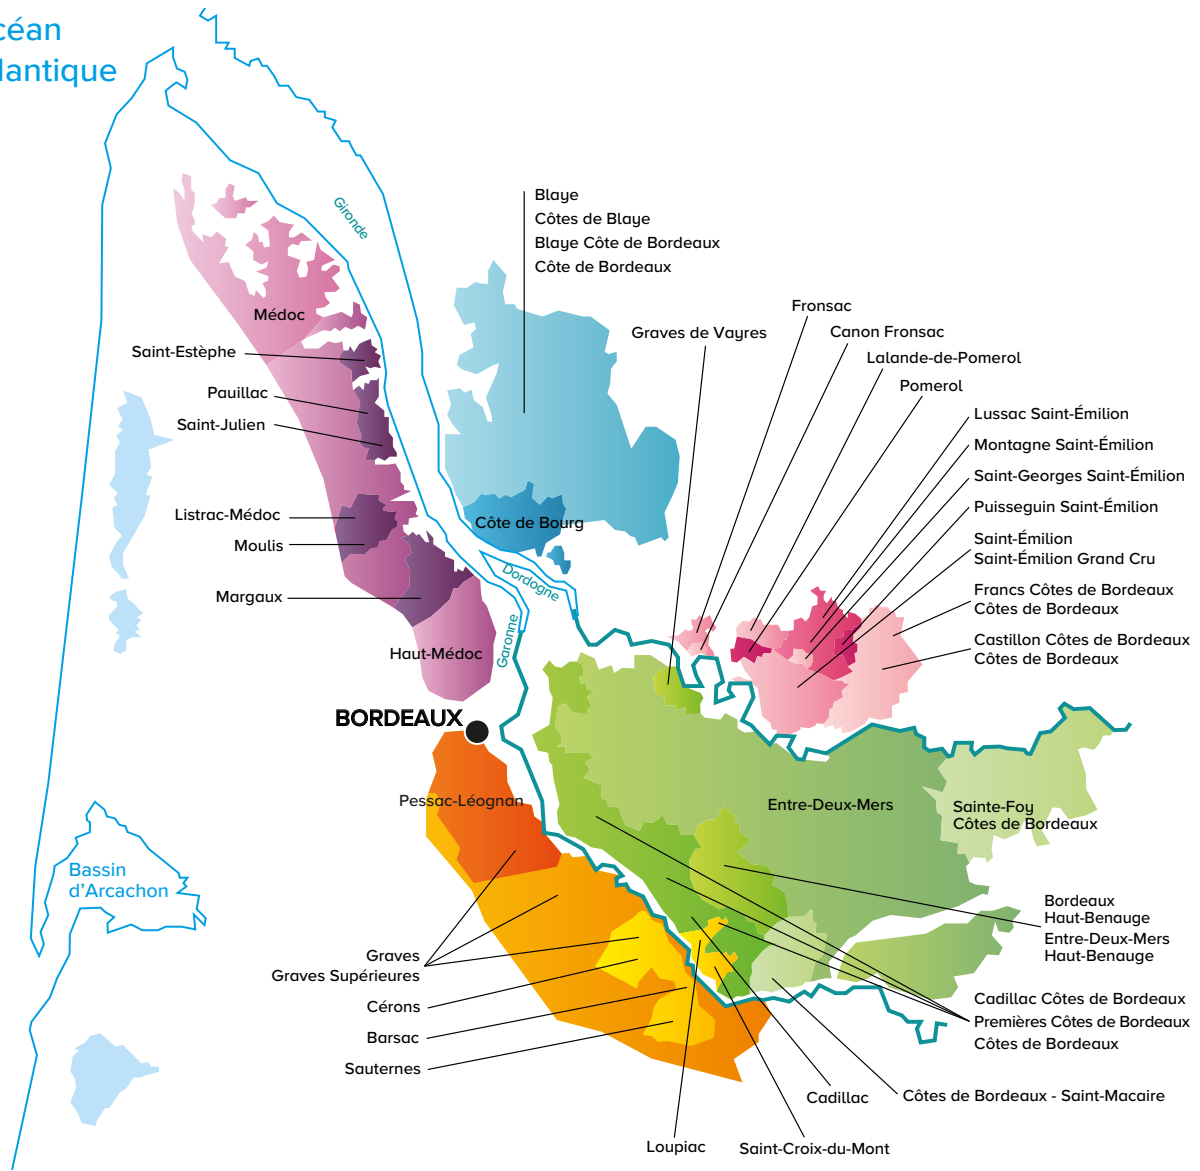 céan
lantique
Gironde
Blaye
Côtes de Blaye
Blaye Côte de Bordeaux
Côte de Bordeaux
Médoc
Saint-Estèphe
Pauillac
Saint-Julien
Listrac-Médoc
Moulis
Margaux
Haut-Médoc
Côte de Bourg
Dordogne
Garonne
Graves de Vayres
Fronsac
Canon Fronsac
Lalande-de-Pomerol
Pomerol
Lussac Saint-Émilion
Montagne Saint-Émilion
Saint-Georges Saint-Émilion
Puisseguin Saint-Émilion
Saint-Émilion
Saint-Émilion Grand Cru
Francs Côtes de Bordeaux
Côtes de Bordeaux
Castillon Côtes de Bordeaux
Côtes de Bordeaux
BORDEAUX
Pessac-Léognan
Entre-Deux-Mers
Sainte-Foy
Côtes de Bordeaux
Bassin
d'Arcachon
Bordeaux
Haut-Benauge
Entre-Deux-Mers
Haut-Benauge
Graves
Graves Supérieures
Cérons
Barsac
Sauternes
Cadillac Côtes de Bordeaux
Premières Côtes de Bordeaux
Côtes de Bordeaux
Cadillac
Côtes de Bordeaux - Saint-Macaire
Loupiac
Saint-Croix-du-Mont